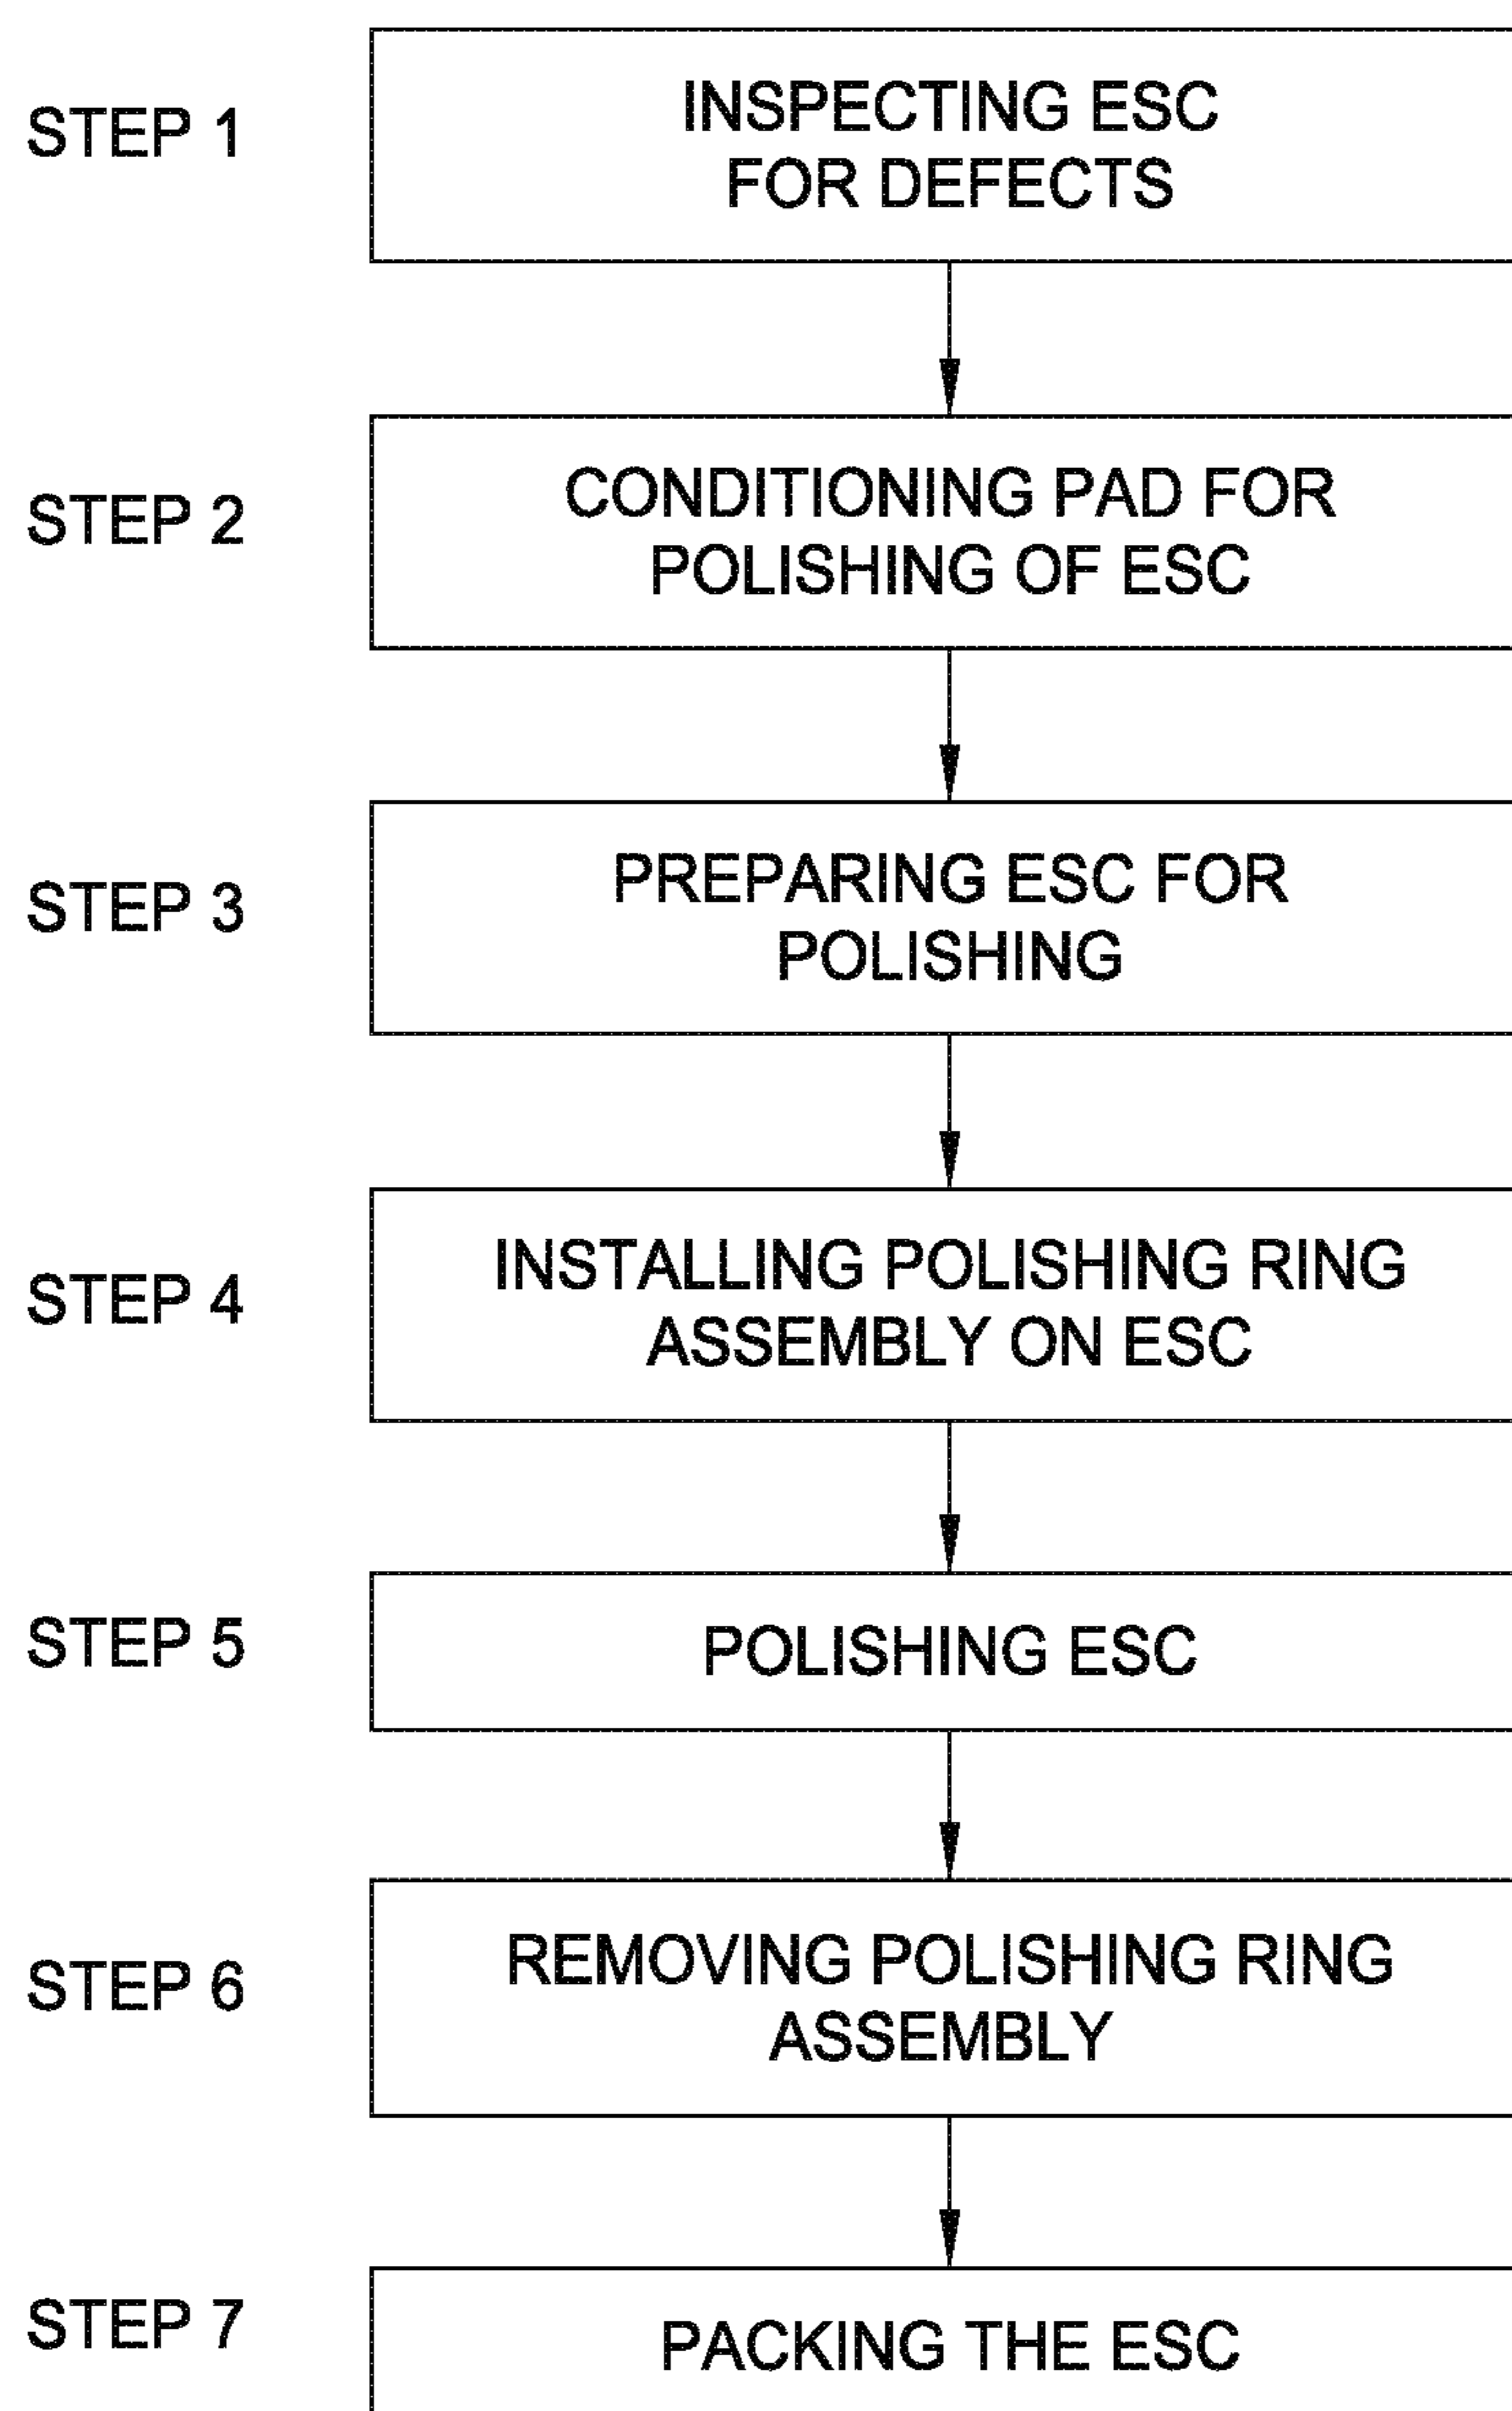 STEP 1
INSPECTING ESC
FOR DEFECTS
STEP 2
CONDITIONING PAD FOR
POLISHING OF ESC
STEP 3
PREPARING ESC FOR
POLISHING
STEP 4
INSTALLING POLISHING RING
ASSEMBLY ON ESC
STEP 5
POLISHING ESC
STEP 6
REMOVING POLISHING RING
ASSEMBLY
STEP 7
PACKING THE ESC